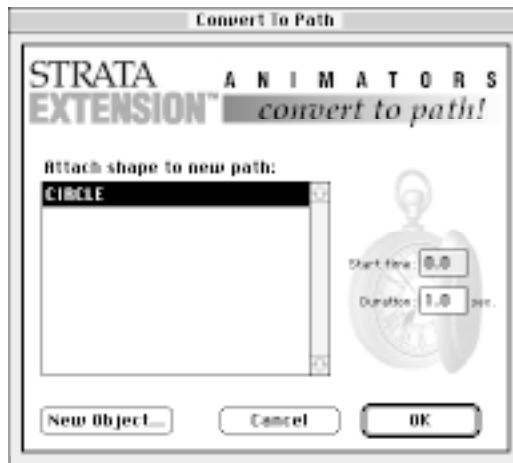 Convert To Path
STRATA ANIMATORS
EXTENSION™ convert to path!
Attach shape to new path:
CIRCLE
Start time: 0.0
Duration: 1.0 sec.
New Object...
Cancel
OK